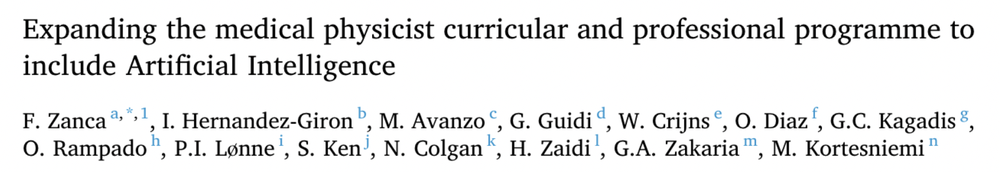 Expanding the medical physicist curricular and professional programme to
include Artificial Intelligence
F. Zanca a,*,1, I. Hernandez-Giron b, M. Avanzo c, G. Guidi d, W. Crijns e, O. Diaz f, G.C. Kagadis g,
O. Rampado h, P.I. Lønne i, S. Ken j, N. Colgan k, H. Zaidi l, G.A. Zakaria m, M. Kortesniemi n